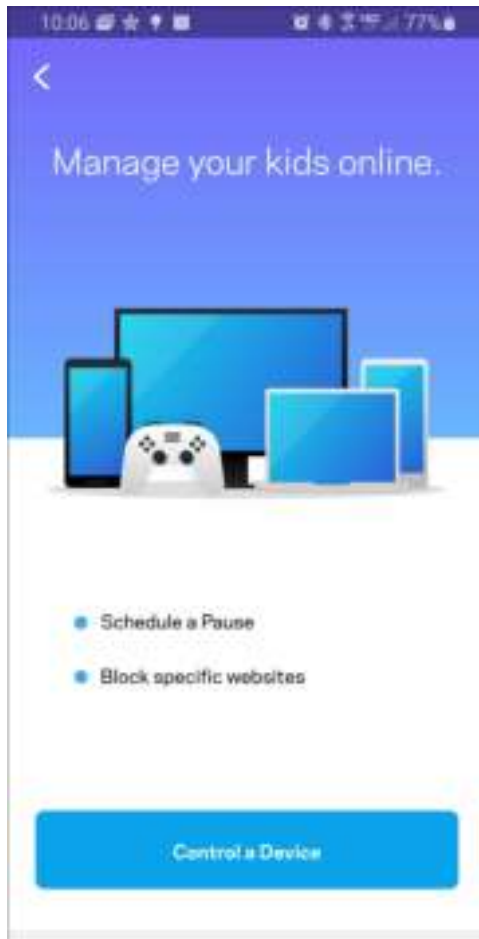 10:06
77%
Manage your kids online.
Schedule a Pause
Block specific websites
Control a Device